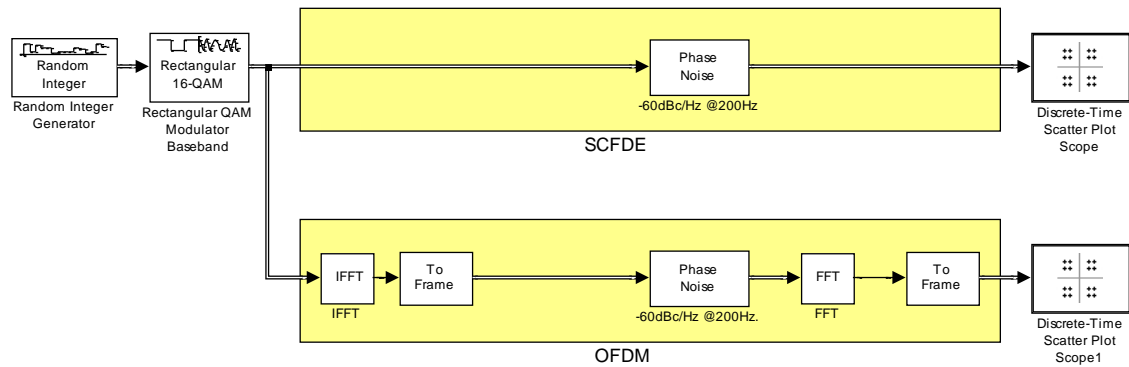 Random
Integer
Random Integer
Generator
Rectangular
16-QAM
Rectangular QAM
Modulator
Baseband
Phase
Noise
-60dBc/Hz @200Hz
SCFDE
Discrete-Time
Scatter Plot
Scope
IFFT
IFFT
To
Frame
Phase
Noise
-60dBc/Hz @200Hz.
FFT
FFT
To
Frame
OFDM
Discrete-Time
Scatter Plot
Scope1